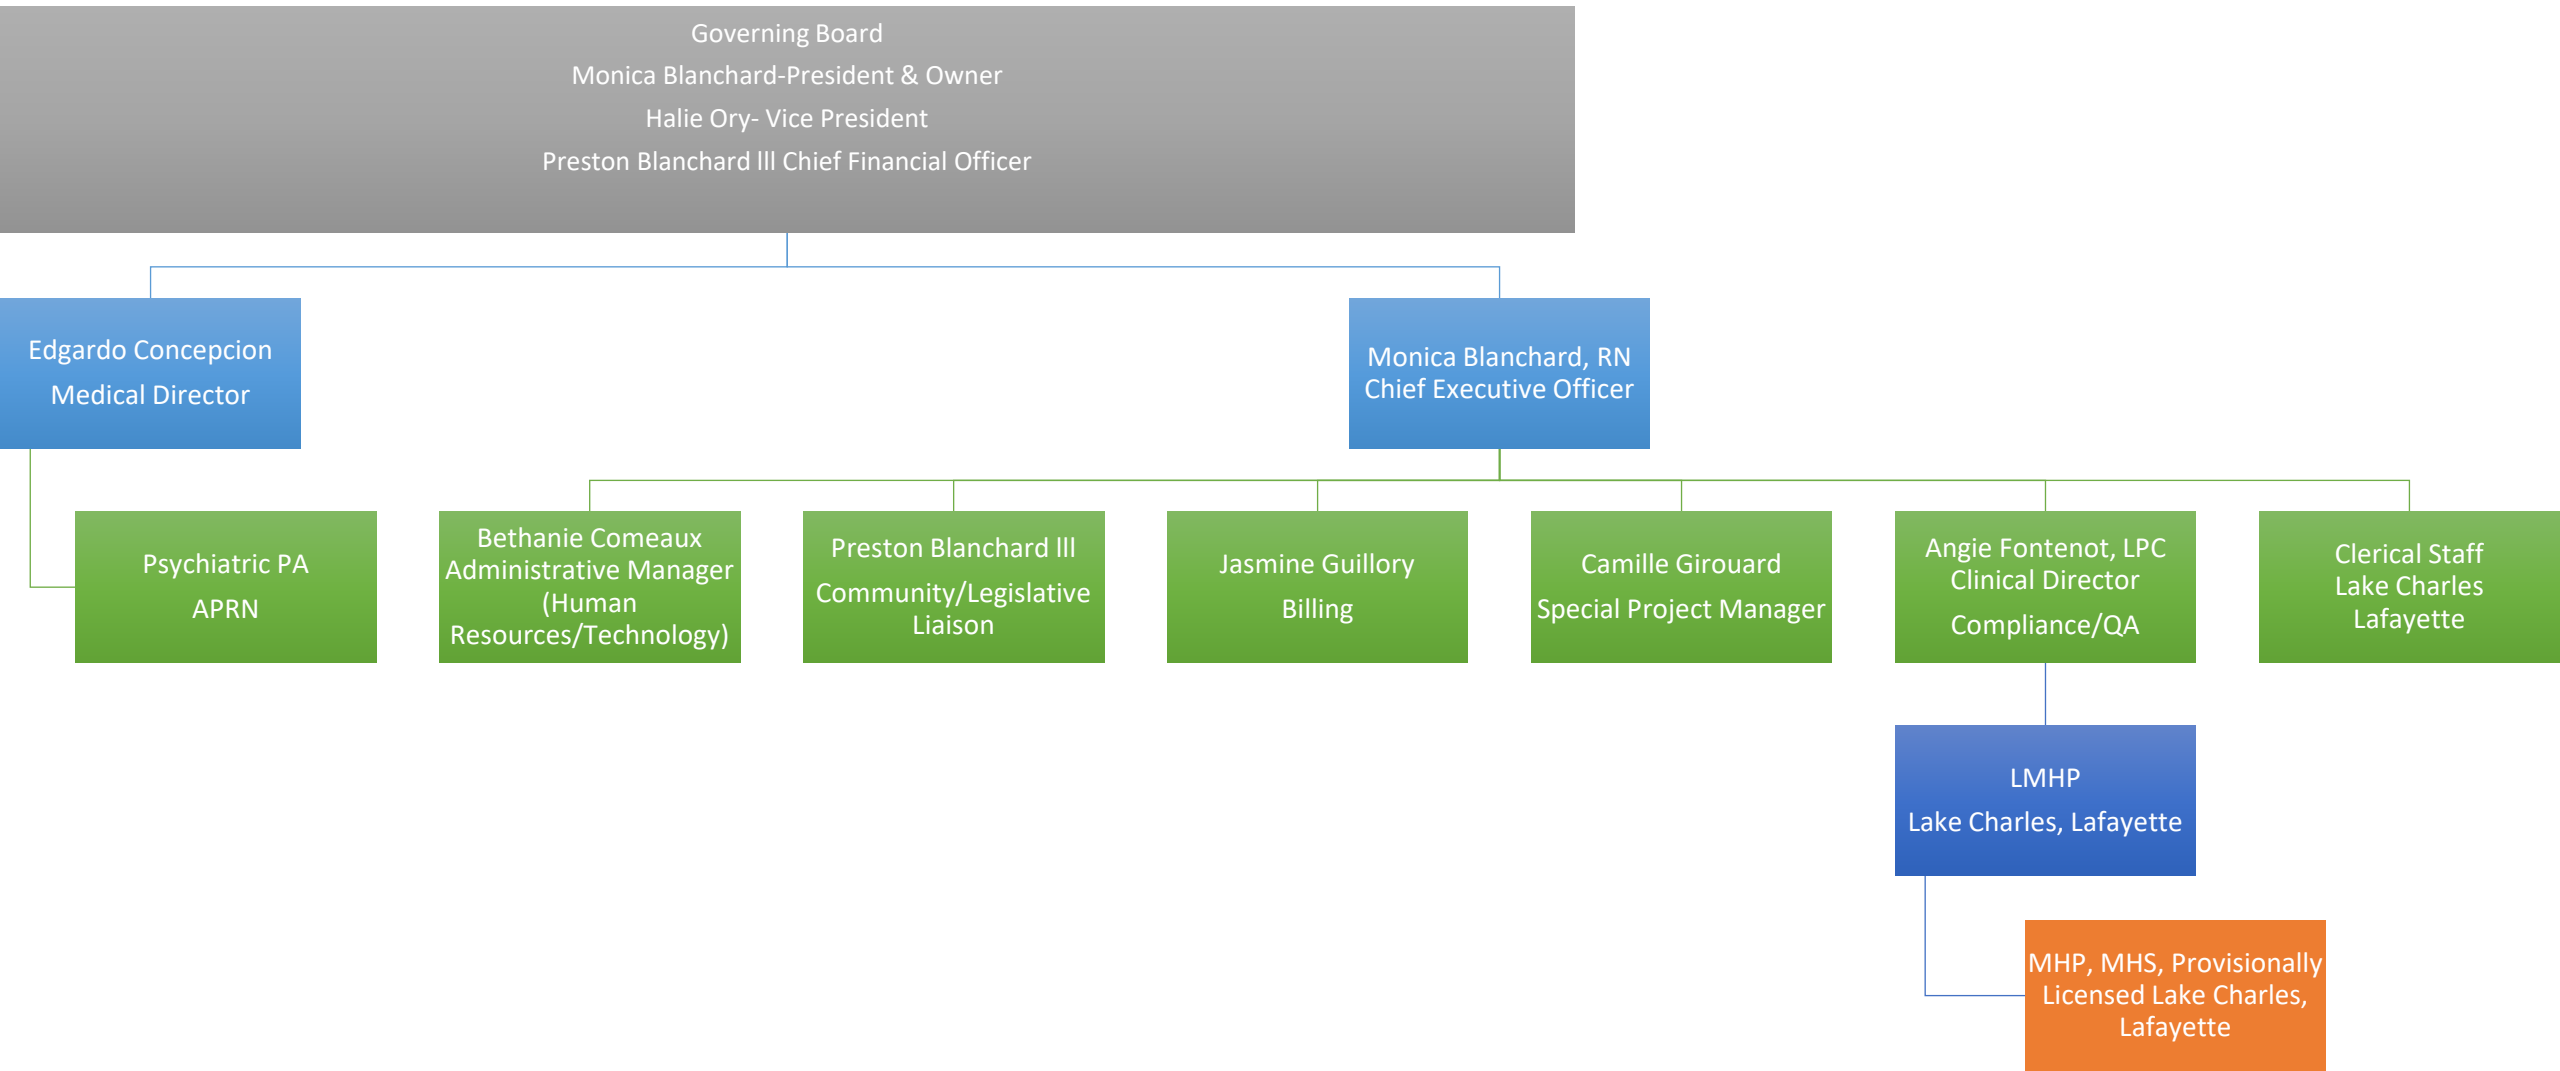 Governing Board
Monica Blanchard-President & Owner
Halie Ory- Vice President
Preston Blanchard lll Chief Financial Officer
Edgardo Concepcion
Medical Director
Monica Blanchard, RN
Chief Executive Officer
Psychiatric PA
APRN
Bethanie Comeaux
Administrative Manager
(Human
Resources/Technology)
Preston Blanchard lll
Community/Legislative
Liaison
Jasmine Guillory
Billing
Camille Girouard
Special Project Manager
Angie Fontenot, LPC
Clinical Director
Compliance/QA
Clerical Staff
Lake Charles
Lafayette
LMHP
Lake Charles, Lafayette
MHP, MHS, Provisionally
Licensed Lake Charles,
Lafayette